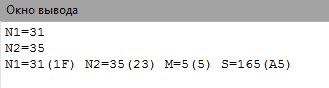 Окно вывода
N1=31
N2=35
N1=31(1F) N2=35(23) M=5(5) S=165(A5)